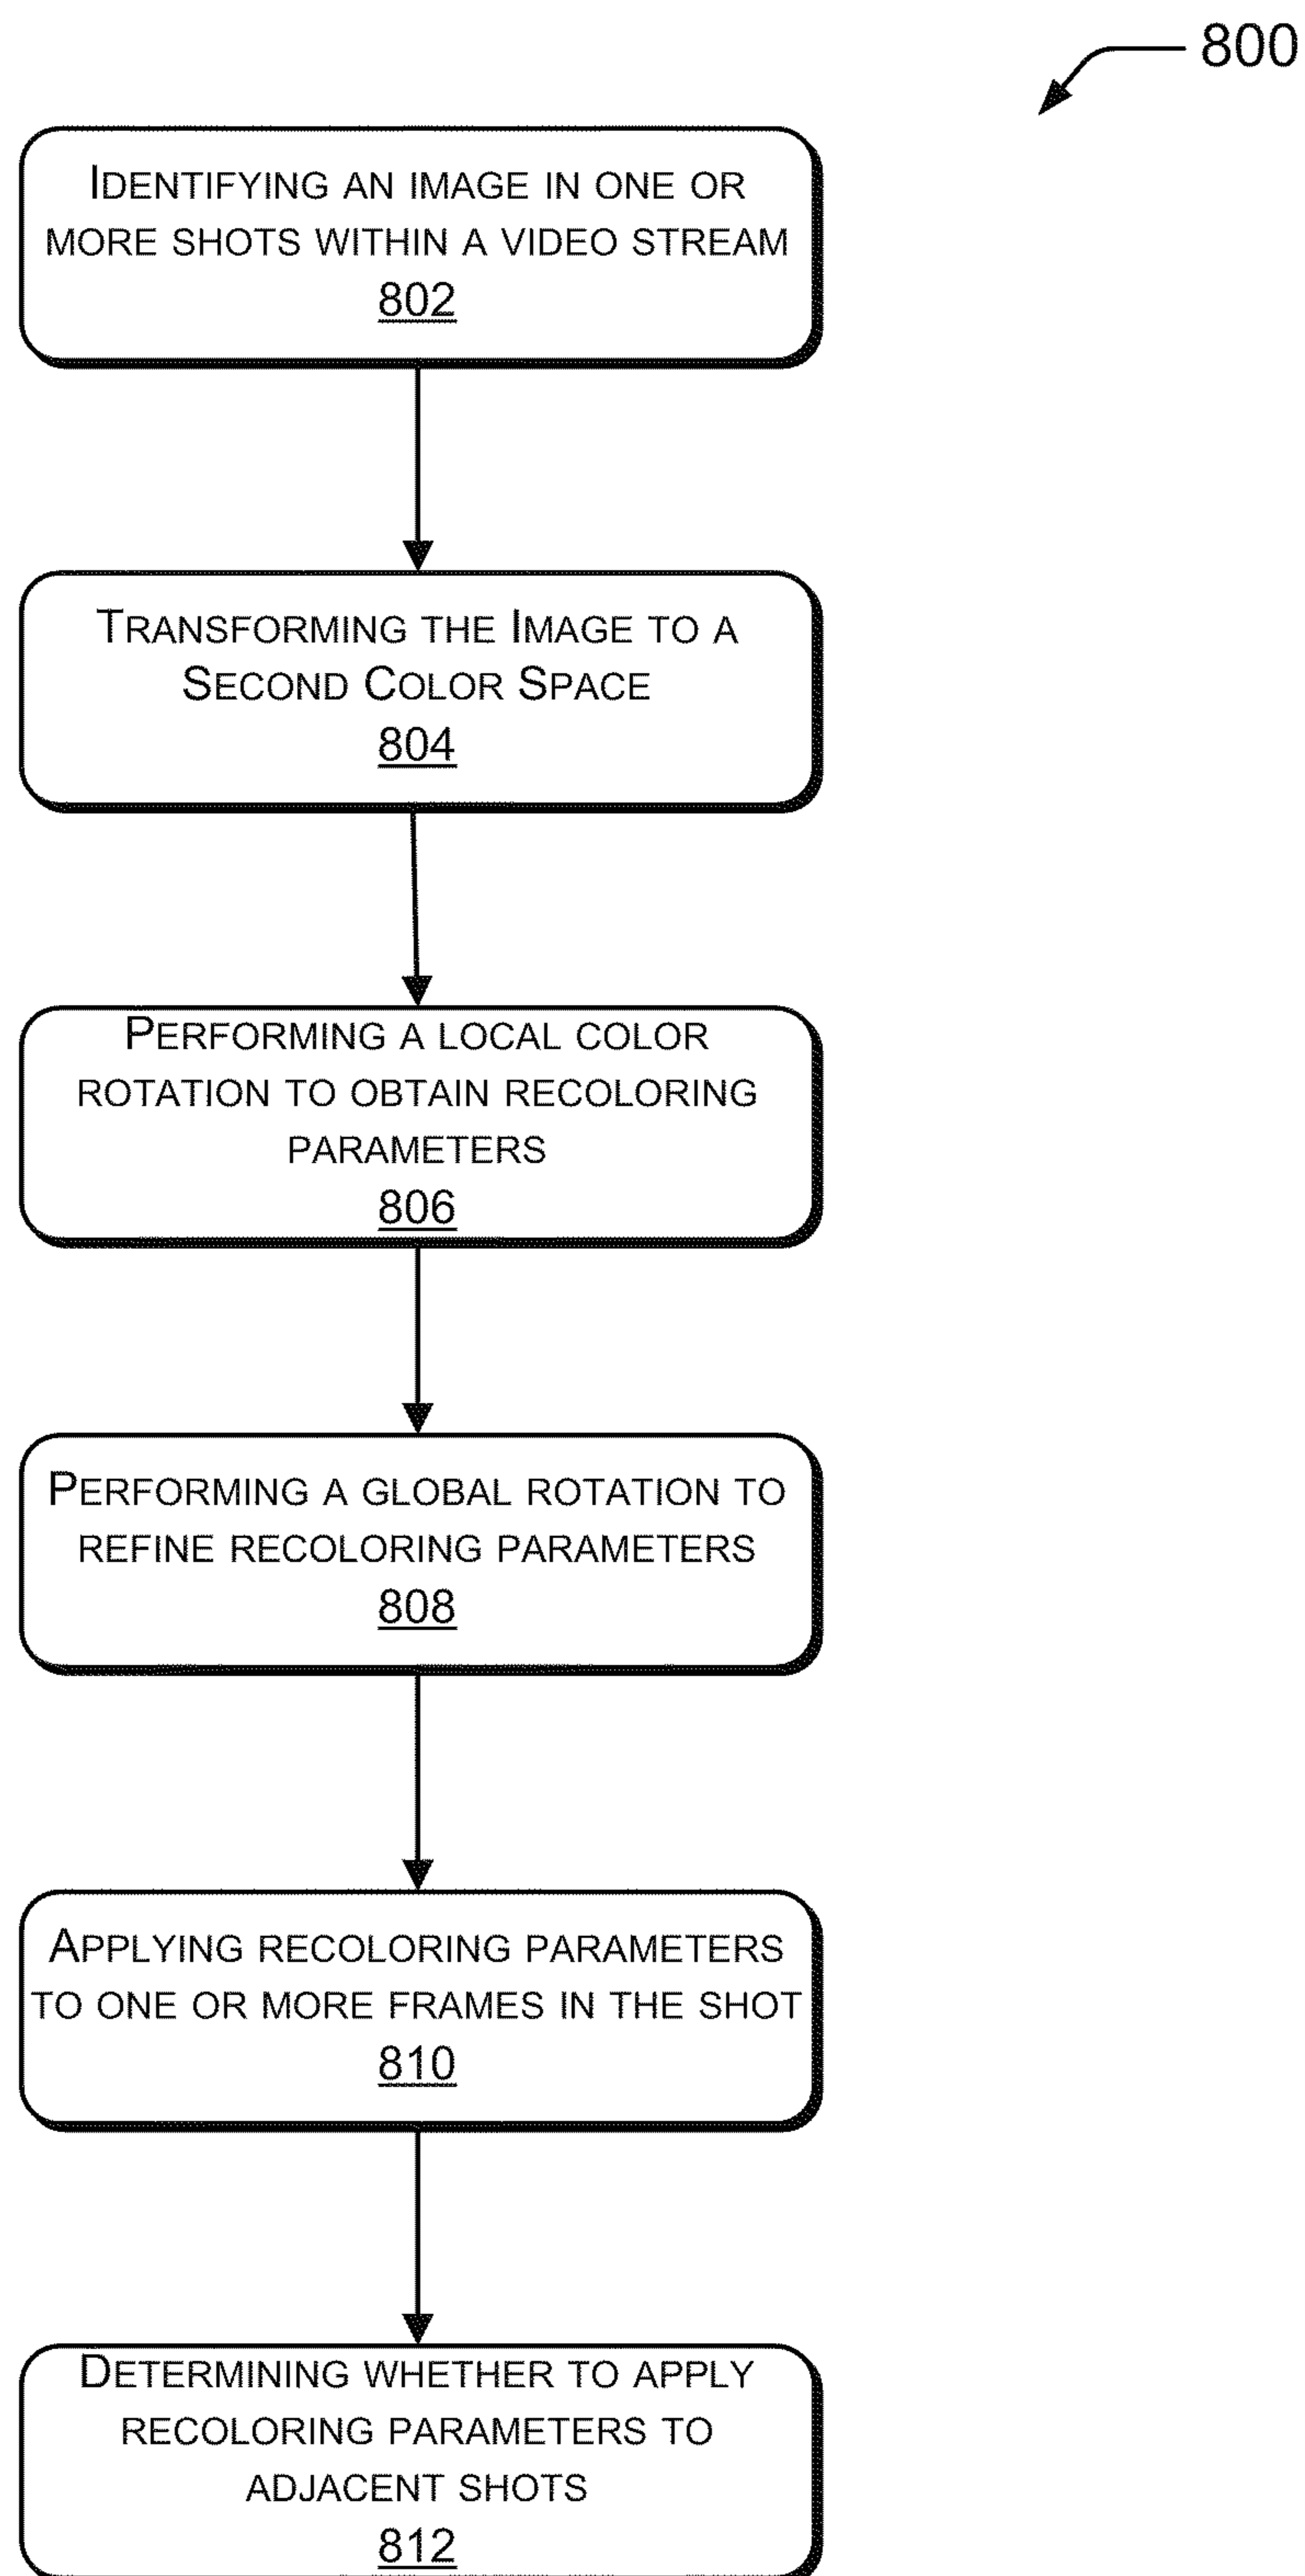 800
IDENTIFYING AN IMAGE IN ONE OR
MORE SHOTS WITHIN A VIDEO STREAM
802
TRANSFORMING THE IMAGE TO A
SECOND COLOR SPACE
804
PERFORMING A LOCAL COLOR
ROTATION TO OBTAIN RECOLORING
PARAMETERS
806
PERFORMING A GLOBAL ROTATION TO
REFINE RECOLORING PARAMETERS
808
APPLYING RECOLORING PARAMETERS
TO ONE OR MORE FRAMES IN THE SHOT
810
DETERMINING WHETHER TO APPLY
RECOLORING PARAMETERS TO
ADJACENT SHOTS
812